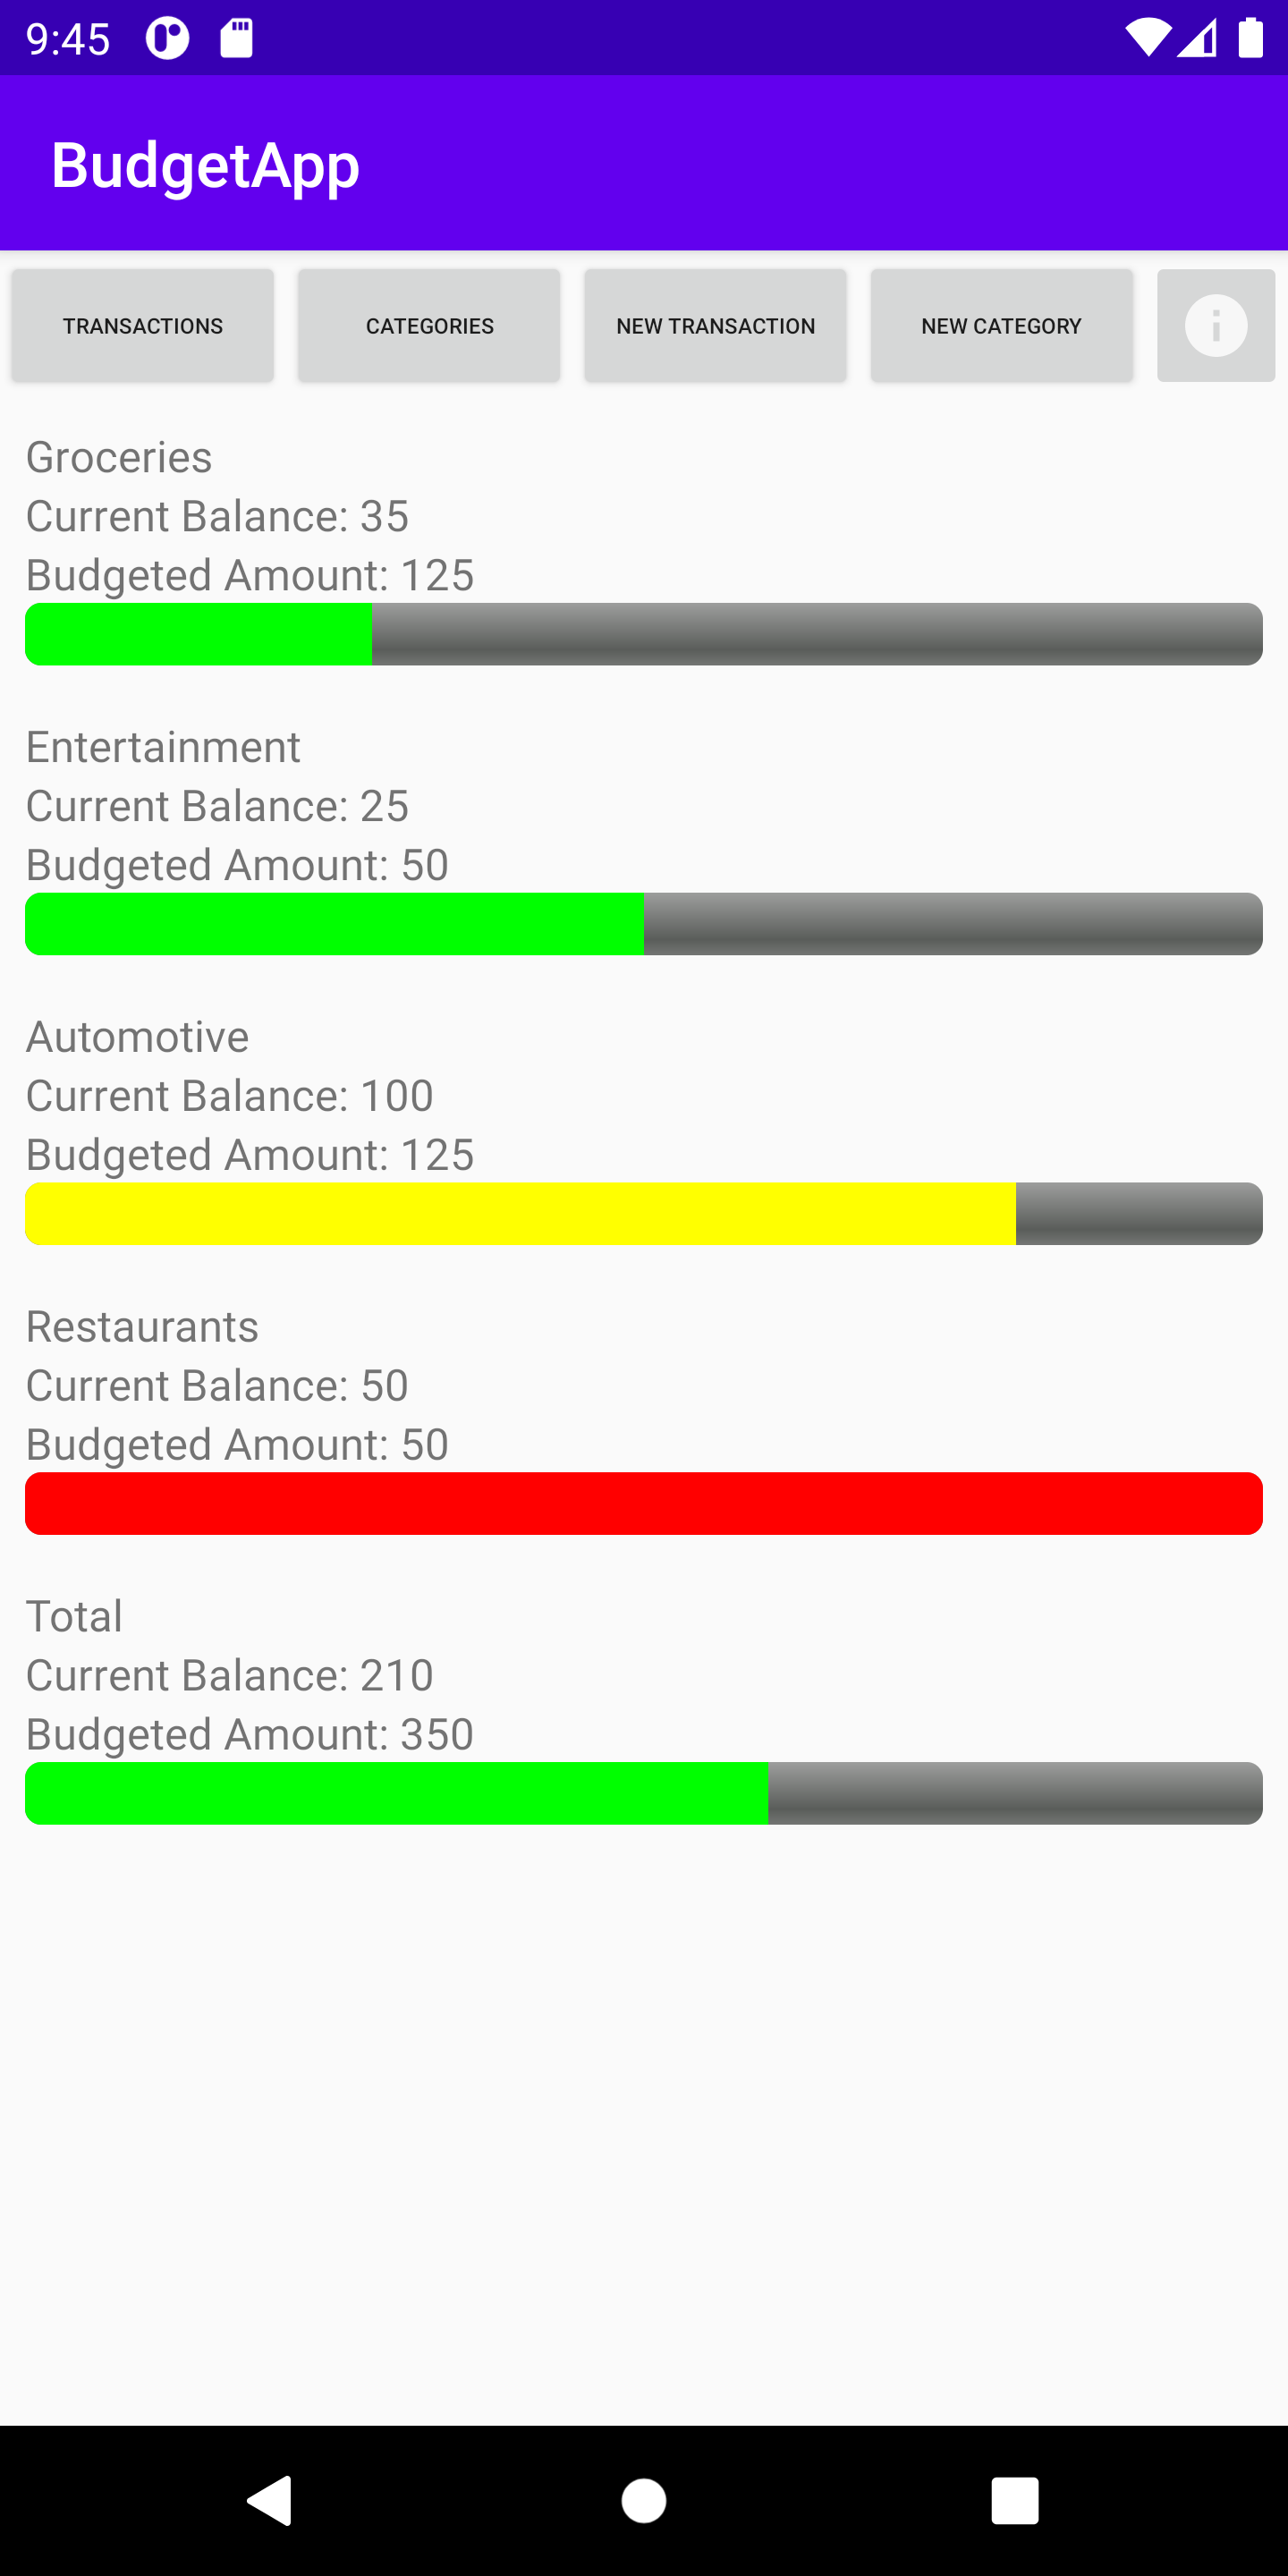 9:45
BudgetApp
TRANSACTIONS
CATEGORIES
NEW TRANSACTION
NEW CATEGORY
Groceries
Current Balance: 35
Budgeted Amount: 125
Entertainment
Current Balance: 25
Budgeted Amount: 50
Automotive
Current Balance: 100
Budgeted Amount: 125
Restaurants
Current Balance: 50
Budgeted Amount: 50
Total
Current Balance: 210
Budgeted Amount: 350